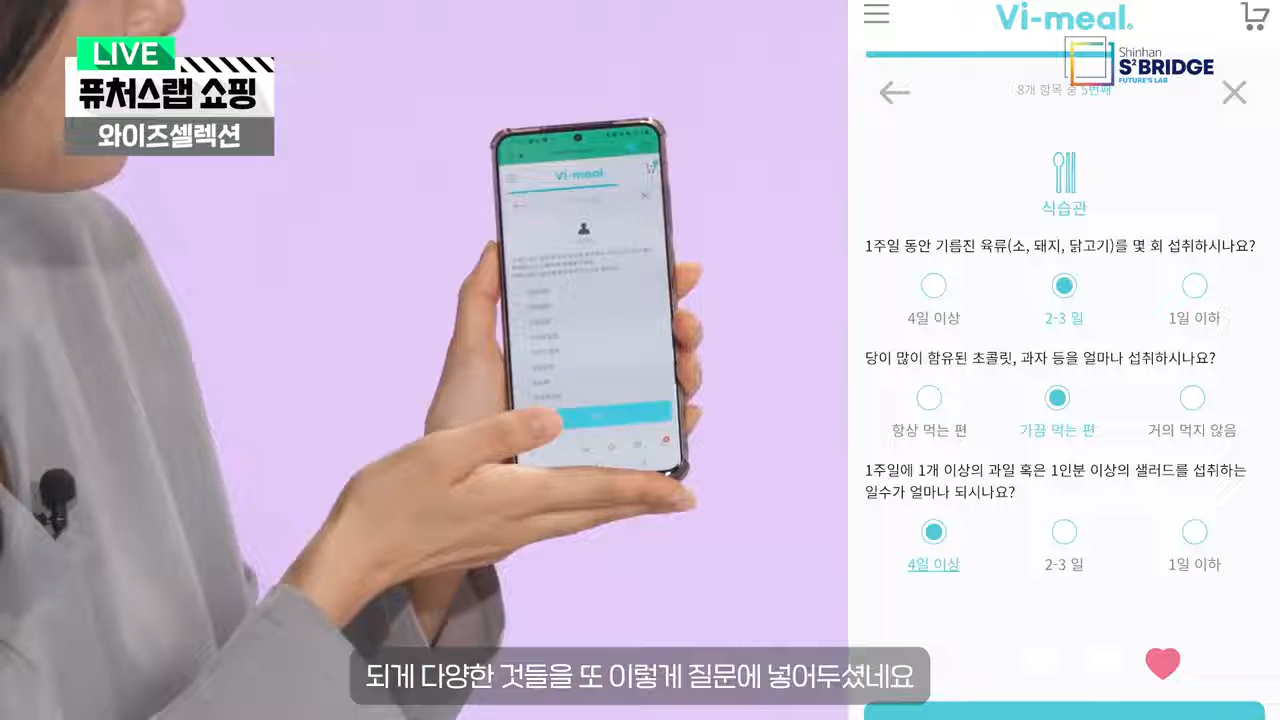 LIVE
퓨처스랩 쇼핑
와이즈셀렉션
Vi-meal.
Shinhan
S² BRIDGE
FUTURE'S LAB
8개 항목 중 5번째
식습관
1주일 동안 기름진 육류(소, 돼지, 닭고기)를 몇 회 섭취하시나요?
4일 이상
2-3 일
1일 이하
당이 많이 함유된 초콜릿, 과자 등을 얼마나 섭취하시나요?
항상 먹는 편
가끔 먹는 편
거의 먹지 않음
1주일에 1개 이상의 과일 혹은 1인분 이상의 샐러드를 섭취하는
일수가 얼마나 되시나요?
4일 이상
2-3 일
1일 이하
Vi-meal.
되게 다양한 것들을 또 이렇게 질문에 넣어두셨네요